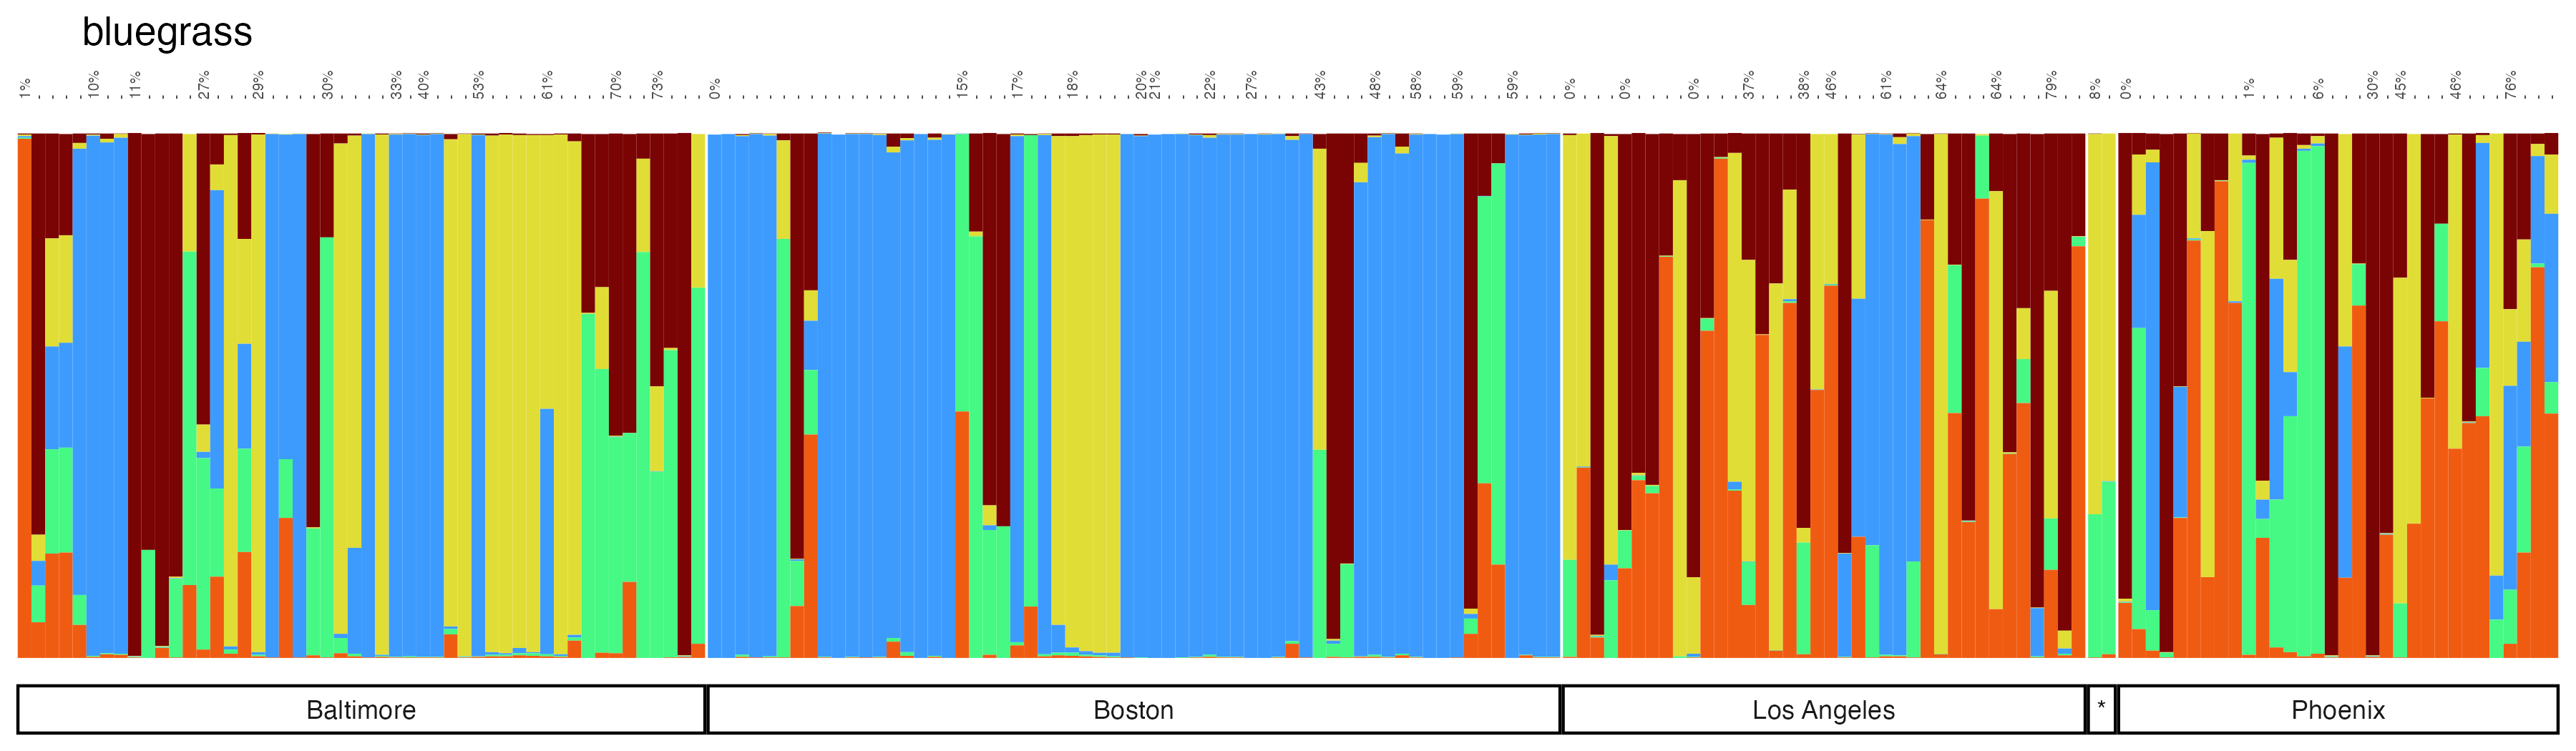 bluegrass
1% - - - - 10% - - 11% - - - - 27% - - - 29% - - - - 30% - - - - 33% - 40% - - - 53% - - - - 61% - - - - 70% - - 73% - - - 0% - - - - - - - - - - - - - - - - - 15% - - - 17% - - - 18% - - - - 20% 21% - - - 22% - - 27% - - - - 43% - - - 48% - - 58% - - 59% - - - 59% - - - 0% - - - 0% - - - - 0% - - - 37% - - - 38% - 46% - - - 61% - - - 64% - - - 64% - - - 79% - - 8% - 0% - - - - - - - - 1% - - - - 6% - - - 30% - 45% - - - 46% - - - 76% - - -
Baltimore Boston Los Angeles * Phoenix